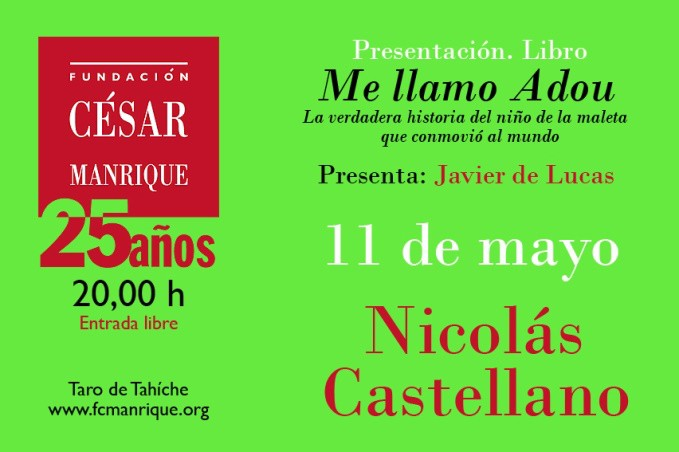 FUNDACIÓN
CÉSAR
MANRIQUE
25años
20,00 h
Entrada libre
Taro de Tahíche
www.fcmanrique.org
Presentación. Libro
Me llamo Adou
La verdadera historia del niño de la maleta
que conmovió al mundo
Presenta: Javier de Lucas
11 de mayo
Nicolás
Castellano